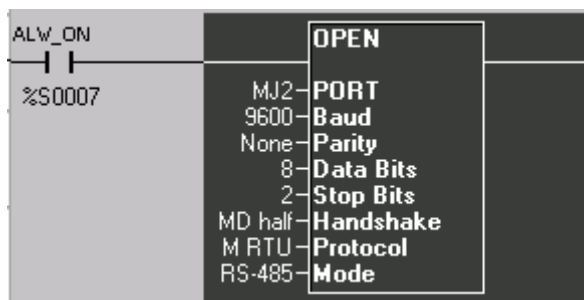 ALW_ON
OPEN
%S0007
MJ2 PORT
9600 Baud
None Parity
8 Data Bits
2 Stop Bits
MD half Handshake
M RTU Protocol
RS-485 Mode